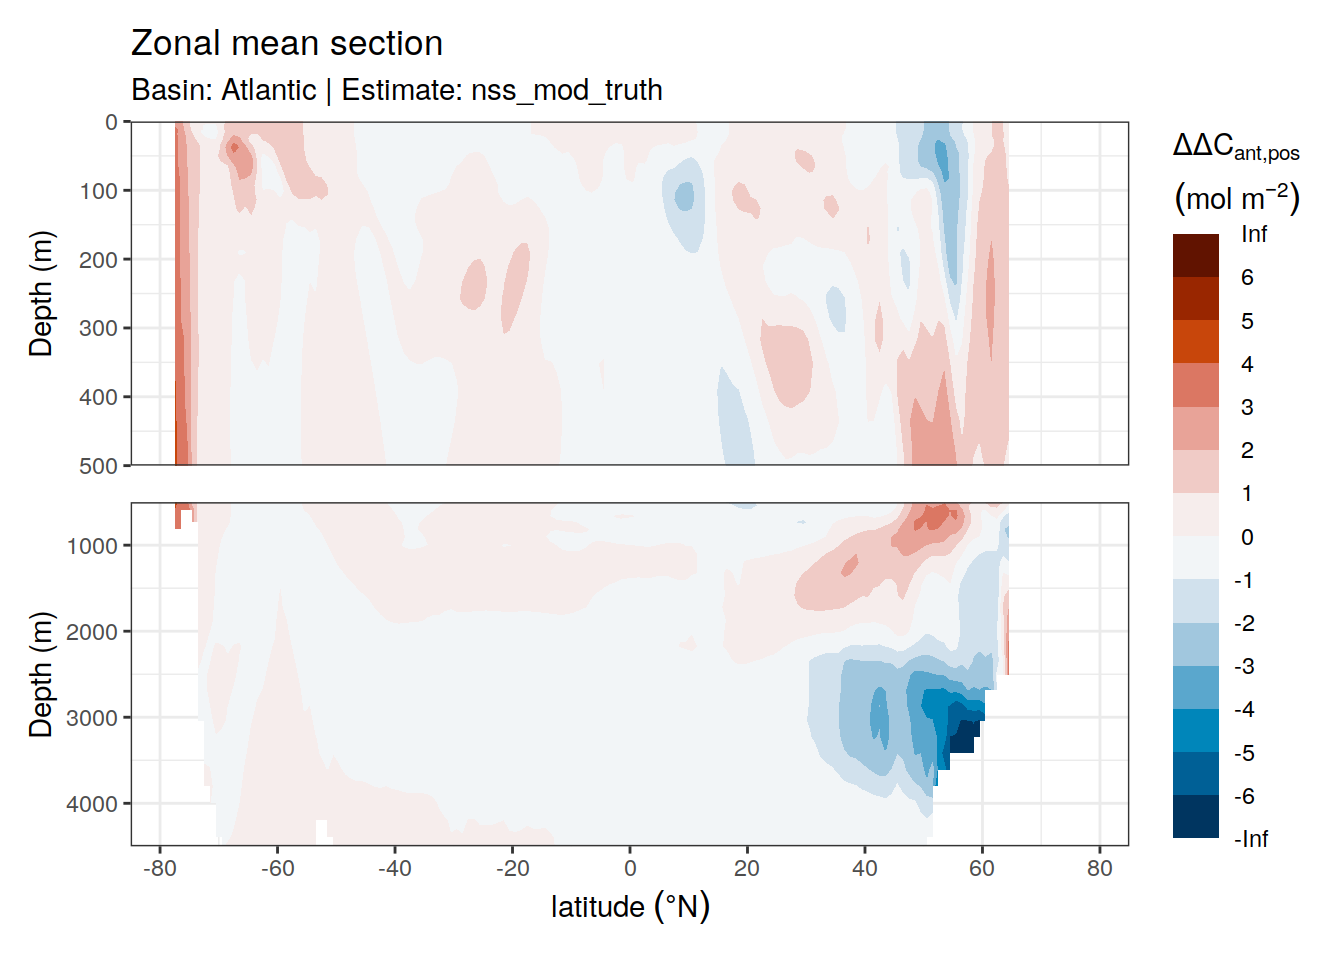 Zonal mean section
Basin: Atlantic | Estimate: nss_mod_truth
ΔΔC_ant,pos
(mol m⁻²)
Inf
6
5
4
3
2
1
0
-1
-2
-3
-4
-5
-6
-Inf
Depth (m)
0
100
200
300
400
500
Depth (m)
1000
2000
3000
4000
-80 -60 -40 -20 0 20 40 60 80
latitude (°N)